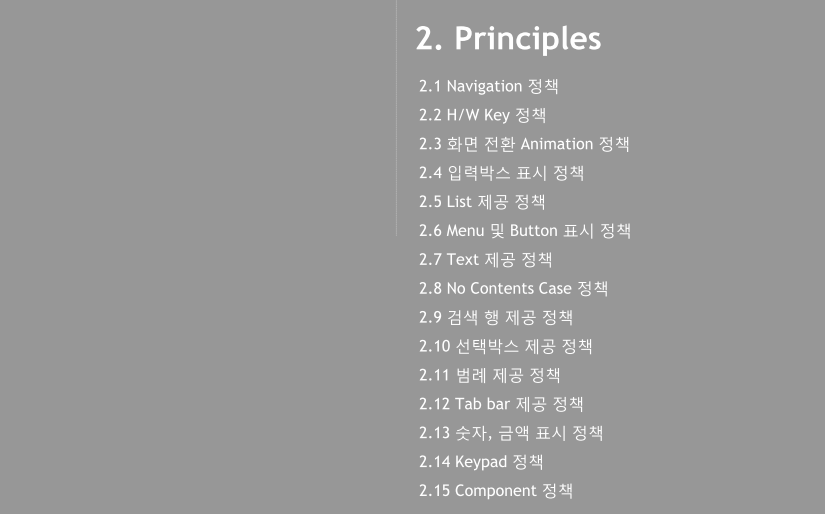 2. Principles
2.1 Navigation 정책
2.2 H/W Key 정책
2.3 화면 전환 Animation 정책
2.4 입력박스 표시 정책
2.5 List 제공 정책
2.6 Menu 및 Button 표시 정책
2.7 Text 제공 정책
2.8 No Contents Case 정책
2.9 검색 행 제공 정책
2.10 선택박스 제공 정책
2.11 범례 제공 정책
2.12 Tab bar 제공 정책
2.13 숫자, 금액 표시 정책
2.14 Keypad 정책
2.15 Component 정책